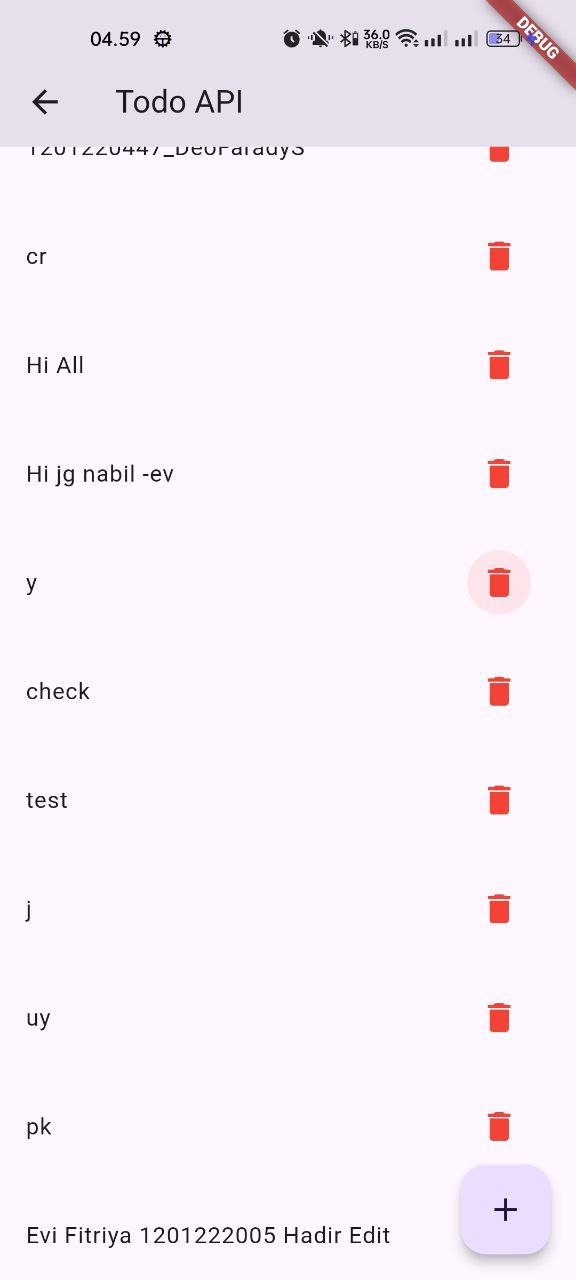 04.59
36.0
KB/S
34
DEBUG
Todo API
1201220447_DeoFaradyS
cr
Hi All
Hi jg nabil -ev
y
check
test
j
uy
pk
Evi Fitriya 1201222005 Hadir Edit